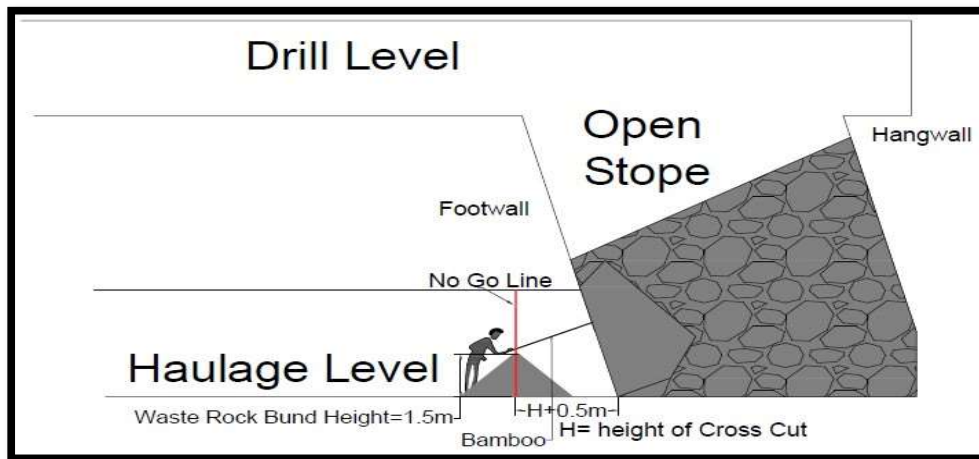 Drill Level
Open
Stope
Hangwall
Footwall
No Go Line
Haulage Level
Waste Rock Bund Height=1.5m
~H+0.5m~
H= height of Cross Cut
Bamboo